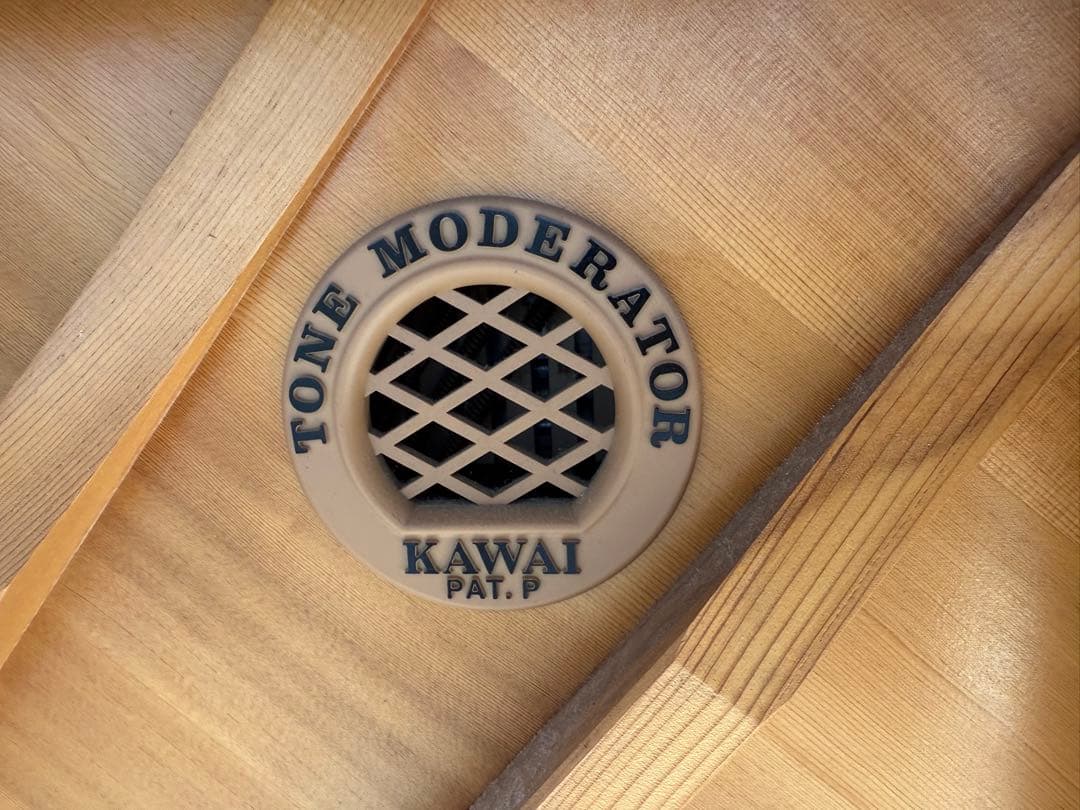 TONE MODERATOR
KAWAI
PAT. P